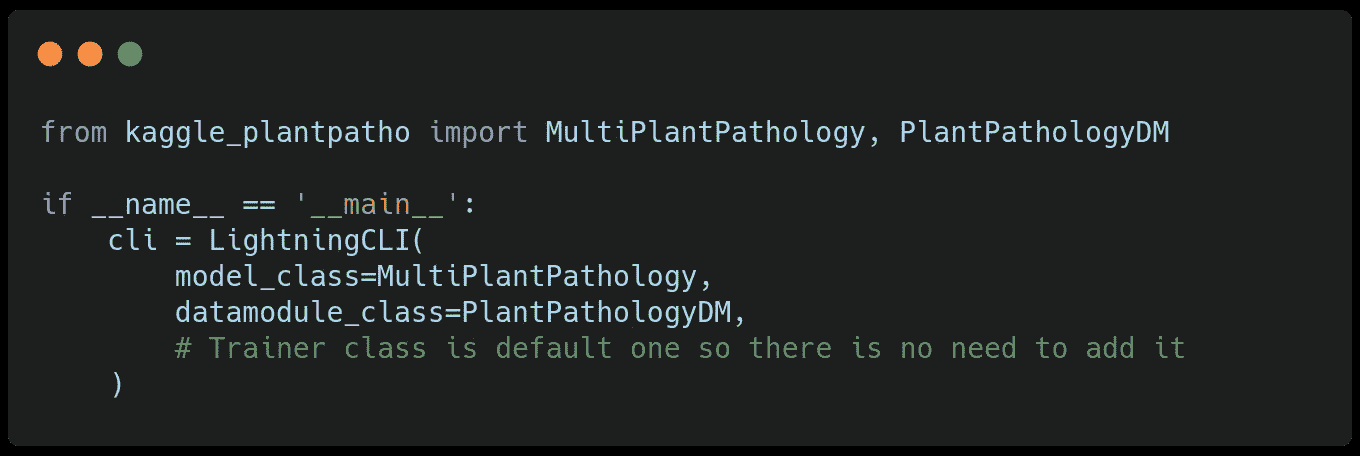 from kaggle_plantpatho import MultiPlantPathology, PlantPathologyDM
if __name__ == '__main__':
cli = LightningCLI(
model_class=MultiPlantPathology,
datamodule_class=PlantPathologyDM,
# Trainer class is default one so there is no need to add it
)